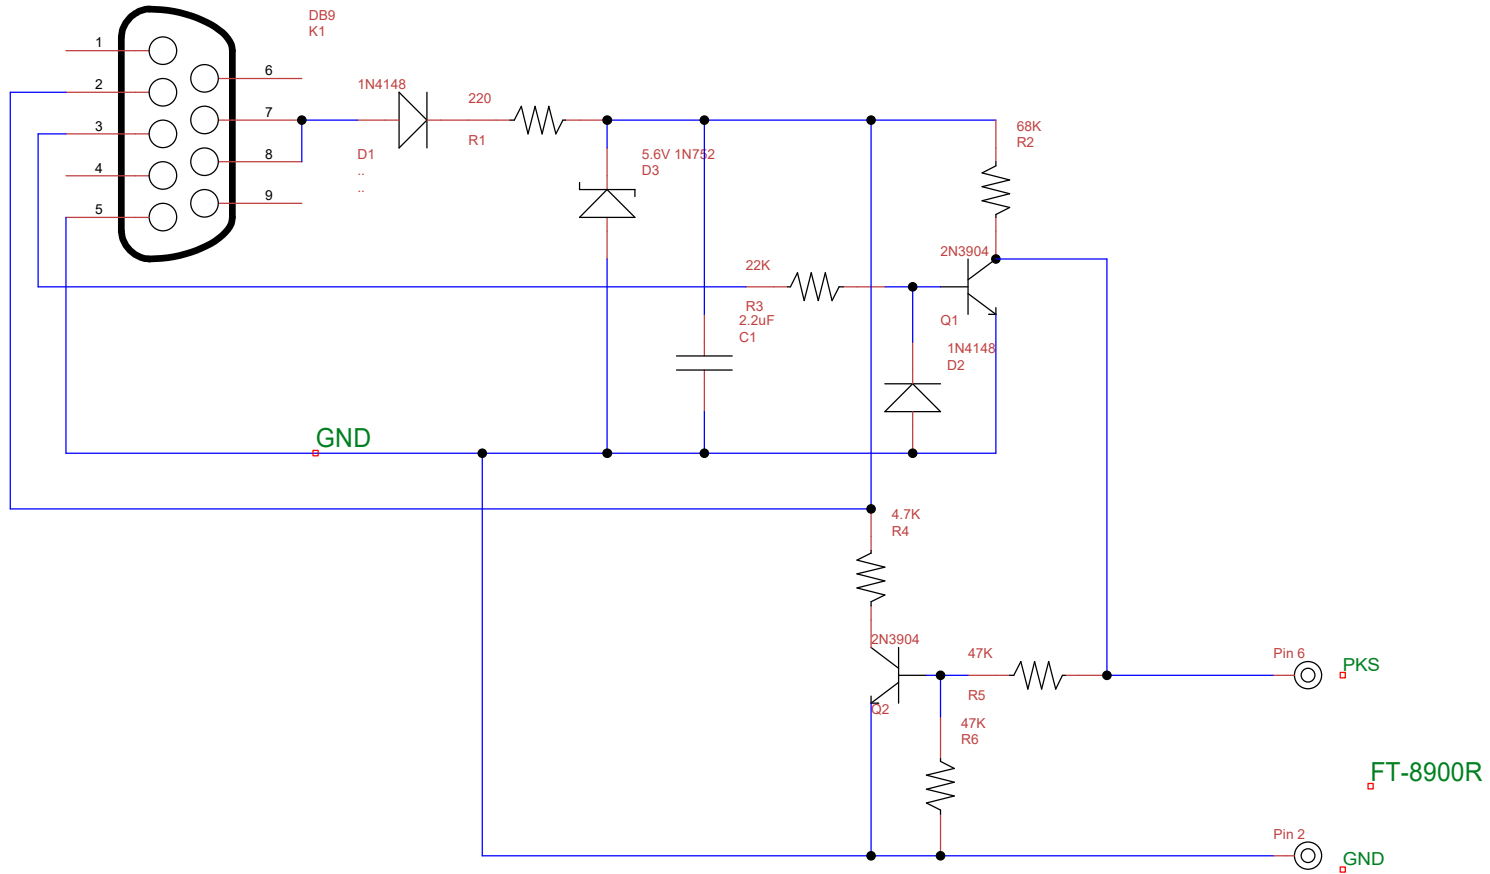 DB9
K1
1
2
3
4
5
6
7
8
9
1N4148
D1
..
..
220
R1
5.6V 1N752
D3
68K
R2
2N3904
Q1
22K
R3
2.2uF
C1
1N4148
D2
GND
4.7K
R4
2N3904
Q2
47K
R5
47K
R6
Pin 6
PKS
FT-8900R
Pin 2
GND